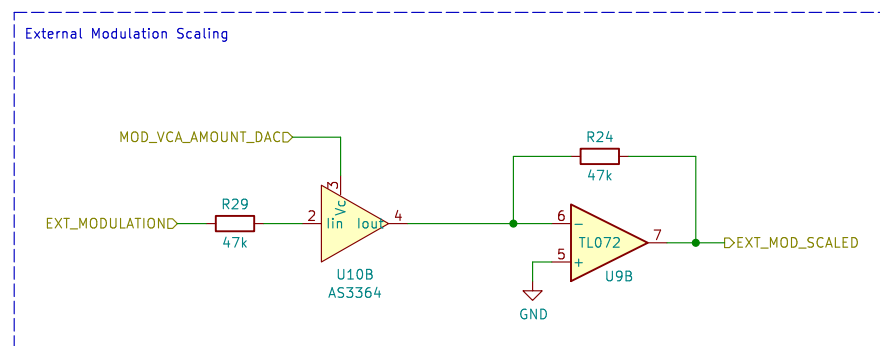 External Modulation Scaling
MOD_VCA_AMOUNT_DAC
R24
47k
3
Vc
R29
47k
EXT_MODULATION
2
Iin
Iout
4
U10B
AS3364
6
-
TL072
7
EXT_MOD_SCALED
5
+
U9B
GND